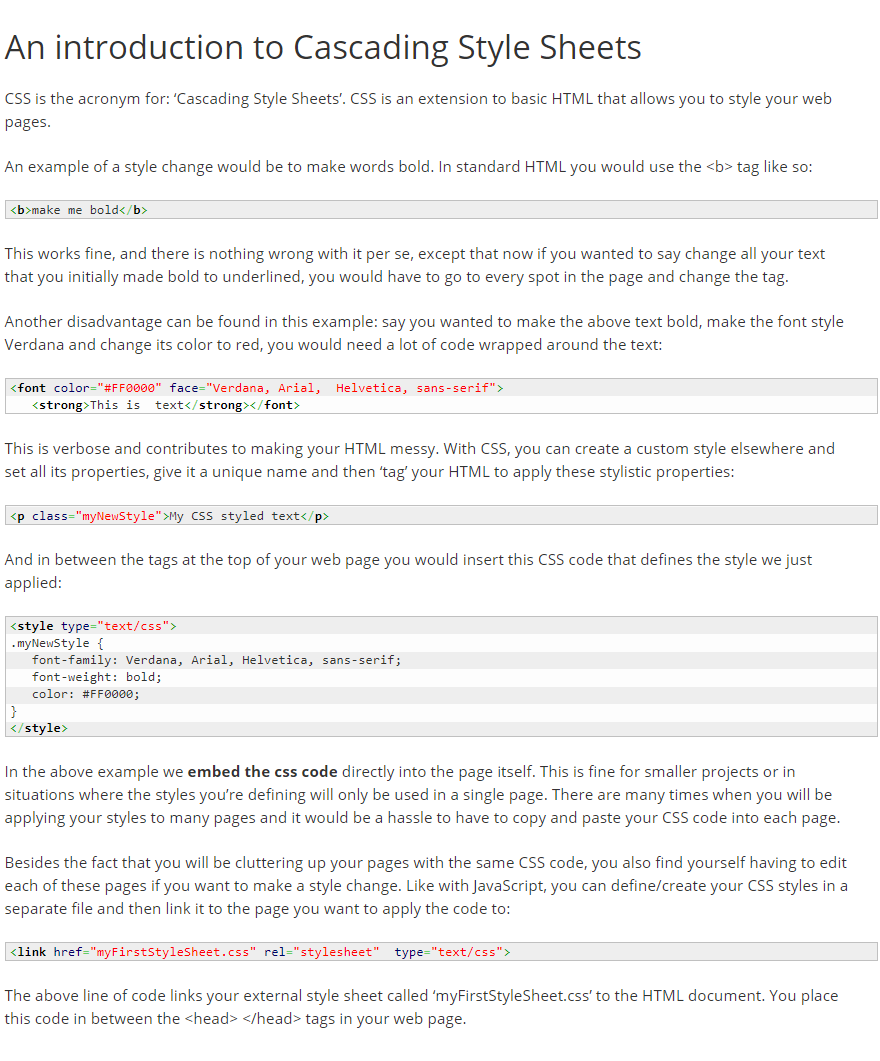 An introduction to Cascading Style Sheets
CSS is the acronym for: ‘Cascading Style Sheets’. CSS is an extension to basic HTML that allows you to style your web
pages.
An example of a style change would be to make words bold. In standard HTML you would use the <b> tag like so:
<b>make me bold</b>
This works fine, and there is nothing wrong with it per se, except that now if you wanted to say change all your text
that you initially made bold to underlined, you would have to go to every spot in the page and change the tag.
Another disadvantage can be found in this example: say you wanted to make the above text bold, make the font style
Verdana and change its color to red, you would need a lot of code wrapped around the text:
<font color="#FF0000" face="Verdana, Arial,  Helvetica, sans-serif">
   <strong>This is  text</strong></font>
This is verbose and contributes to making your HTML messy. With CSS, you can create a custom style elsewhere and
set all its properties, give it a unique name and then ‘tag’ your HTML to apply these stylistic properties:
<p class="myNewStyle">My CSS styled text</p>
And in between the tags at the top of your web page you would insert this CSS code that defines the style we just
applied:
<style type="text/css">
.myNewStyle {
   font-family: Verdana, Arial, Helvetica, sans-serif;
   font-weight: bold;
   color: #FF0000;
}
</style>
In the above example we embed the css code directly into the page itself. This is fine for smaller projects or in
situations where the styles you’re defining will only be used in a single page. There are many times when you will be
applying your styles to many pages and it would be a hassle to have to copy and paste your CSS code into each page.
Besides the fact that you will be cluttering up your pages with the same CSS code, you also find yourself having to edit
each of these pages if you want to make a style change. Like with JavaScript, you can define/create your CSS styles in a
separate file and then link it to the page you want to apply the code to:
<link href="myFirstStyleSheet.css" rel="stylesheet"  type="text/css">
The above line of code links your external style sheet called ‘myFirstStyleSheet.css’ to the HTML document. You place
this code in between the <head> </head> tags in your web page.